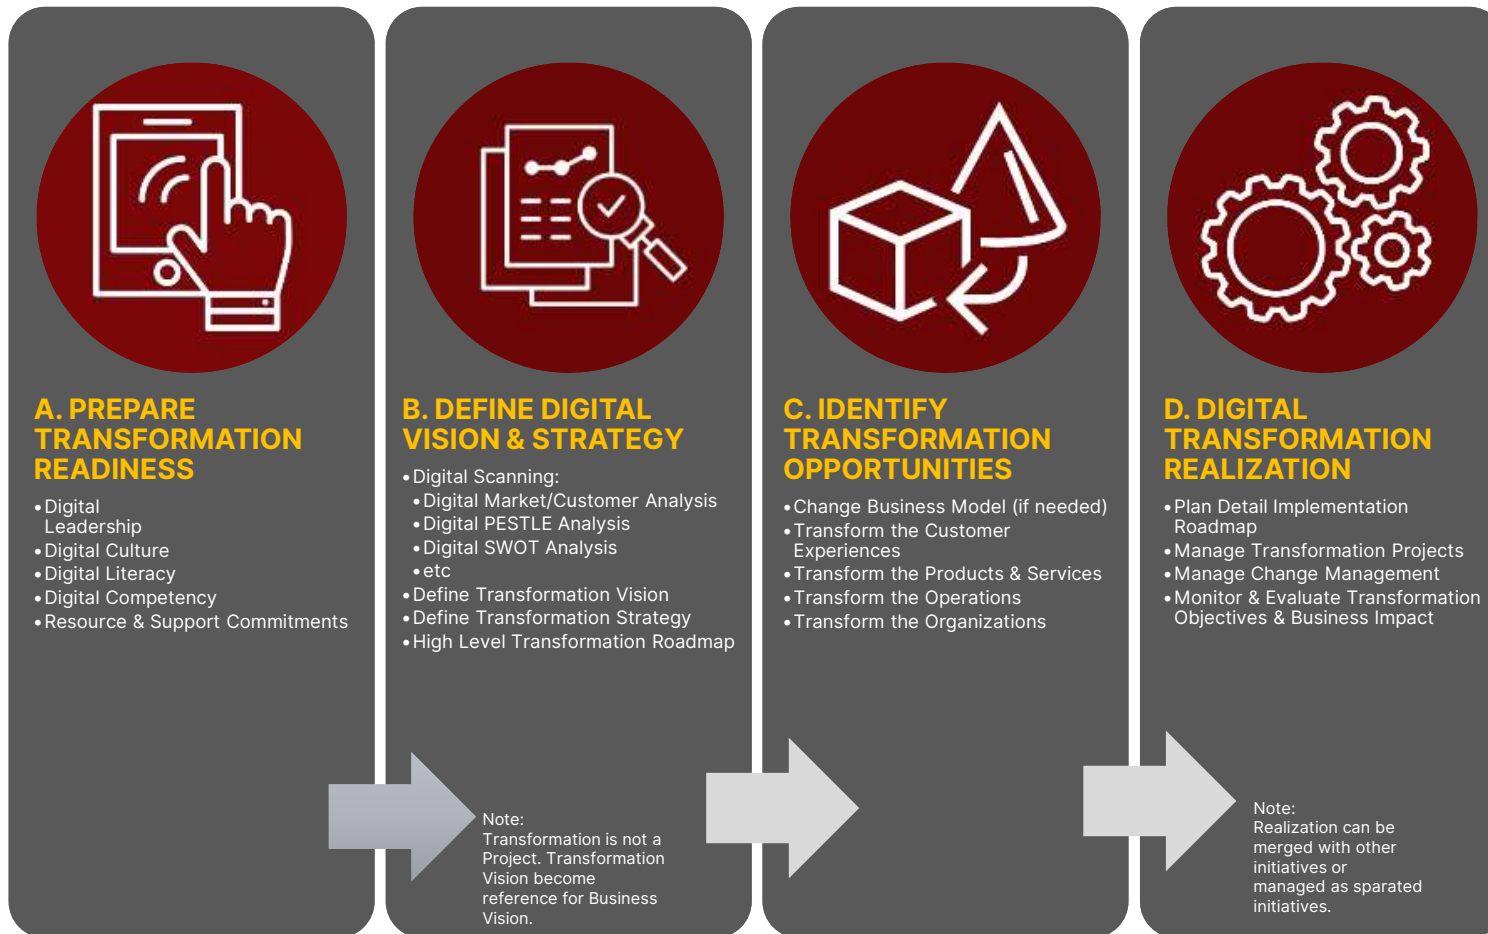 A. PREPARE
TRANSFORMATION
READINESS
•Digital
Leadership
•Digital Culture
•Digital Literacy
•Digital Competency
•Resource & Support Commitments
B. DEFINE DIGITAL
VISION & STRATEGY
•Digital Scanning:
•Digital Market/Customer Analysis
•Digital PESTLE Analysis
•Digital SWOT Analysis
•etc
•Define Transformation Vision
•Define Transformation Strategy
•High Level Transformation Roadmap
Note:
Transformation is not a
Project. Transformation
Vision become
reference for Business
Vision.
C. IDENTIFY
TRANSFORMATION
OPPORTUNITIES
•Change Business Model (if needed)
•Transform the Customer
Experiences
•Transform the Products & Services
•Transform the Operations
•Transform the Organizations
D. DIGITAL
TRANSFORMATION
REALIZATION
•Plan Detail Implementation
Roadmap
•Manage Transformation Projects
•Manage Change Management
•Monitor & Evaluate Transformation
Objectives & Business Impact
Note:
Realization can be
merged with other
initiatives or
managed as sparated
initiatives.